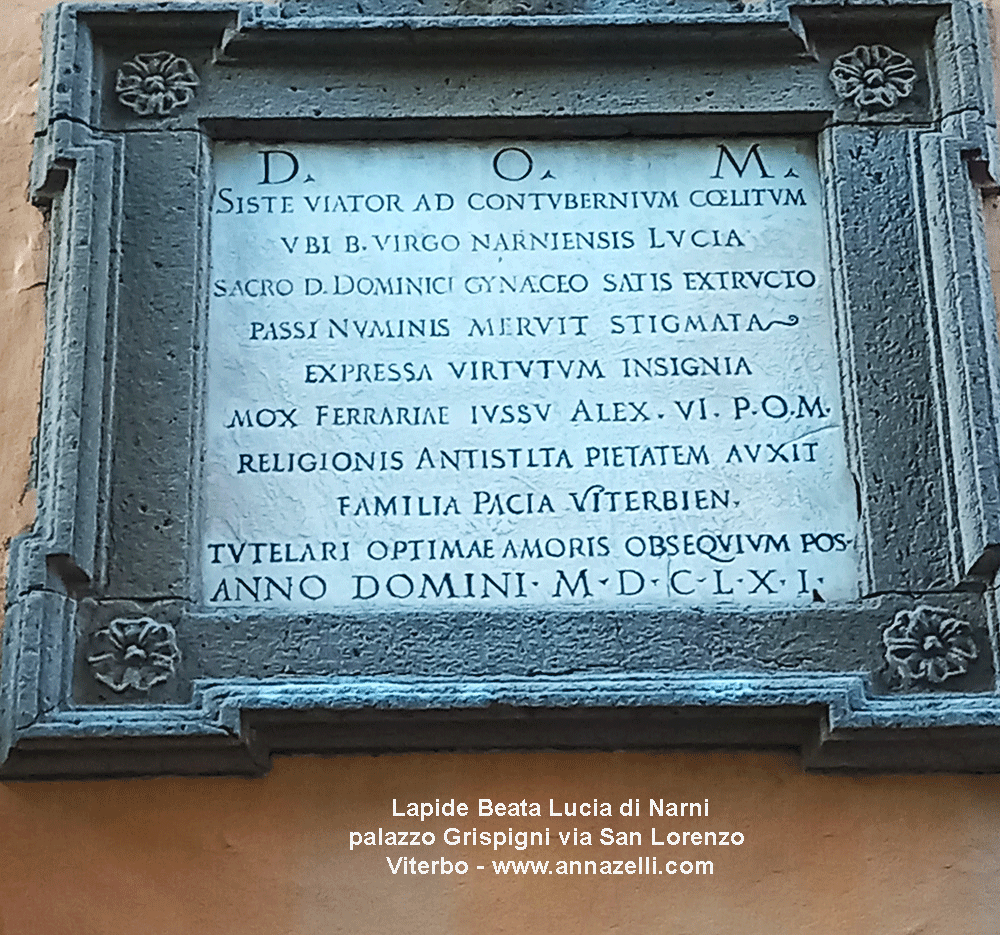 D. O. M.
SISTE VIATOR AD CONTVBERNIVM CŒLITVM
VBI B. VIRGO NARNIENSIS LVCIA
SACRO D. DOMINICI GYNÆCEO SATIS EXTRVCTO
PASSI NVMINIS MERVIT STIGMATA
EXPRESSA VIRTVTVM INSIGNIA
MOX FERRARIAE IVSSV ALEX. VI. P.O.M.
RELIGIONIS ANTISTITA PIETATEM AVXIT
FAMILIA PACIA VITERBIEN.
TVTELARI OPTIMAE AMORIS OBSEQVIVM POS.
ANNO DOMINI · M · D · C · L · X · I ·
Lapide Beata Lucia di Narni
palazzo Grispigni via San Lorenzo
Viterbo - www.annazelli.com